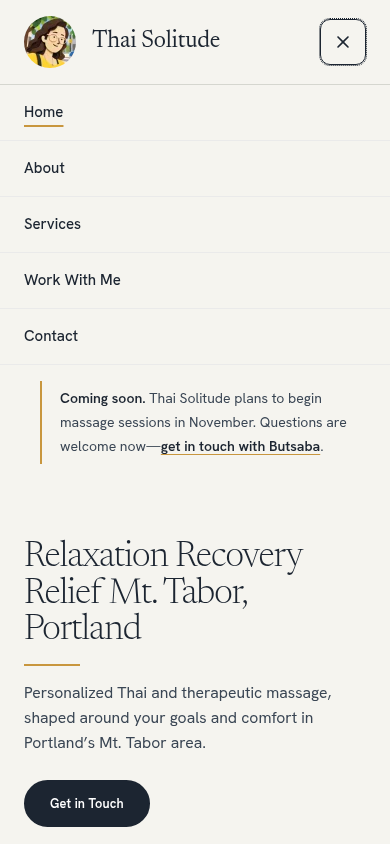 Thai Solitude
Home
About
Services
Work With Me
Contact
Coming soon. Thai Solitude plans to begin
massage sessions in November. Questions are
welcome now—get in touch with Butsaba.
Relaxation Recovery
Relief Mt. Tabor,
Portland
Personalized Thai and therapeutic massage,
shaped around your goals and comfort in
Portland’s Mt. Tabor area.
Get in Touch